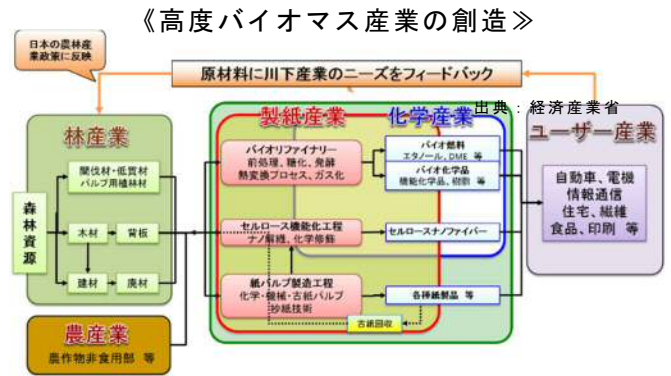 《高度バイオマス産業の創造≫
日本の農林産
業政策に反映
原材料に川下産業のニーズをフィードバック
出典：経済産業省
林産業
製紙産業
化学産業
ユーザー産業
森林資源
間伐材・低質材
パルプ用植林材
木材
背板
建材
廃材
農産業
農作物非食用部 等
バイオリファイナリー
前処理、糖化、発酵
熱変換プロセス、ガス化
セルロース機能化工程
ナノ解繊、化学修飾
紙パルプ製造工程
化学・機械・古紙パルプ
抄紙技術
バイオ燃料
エタノール、DME 等
バイオ化学品
機能化学品、樹脂 等
セルロースナノファイバー
各種紙製品 等
古紙回収
自動車、電機
情報通信
住宅、繊維
食品、印刷 等